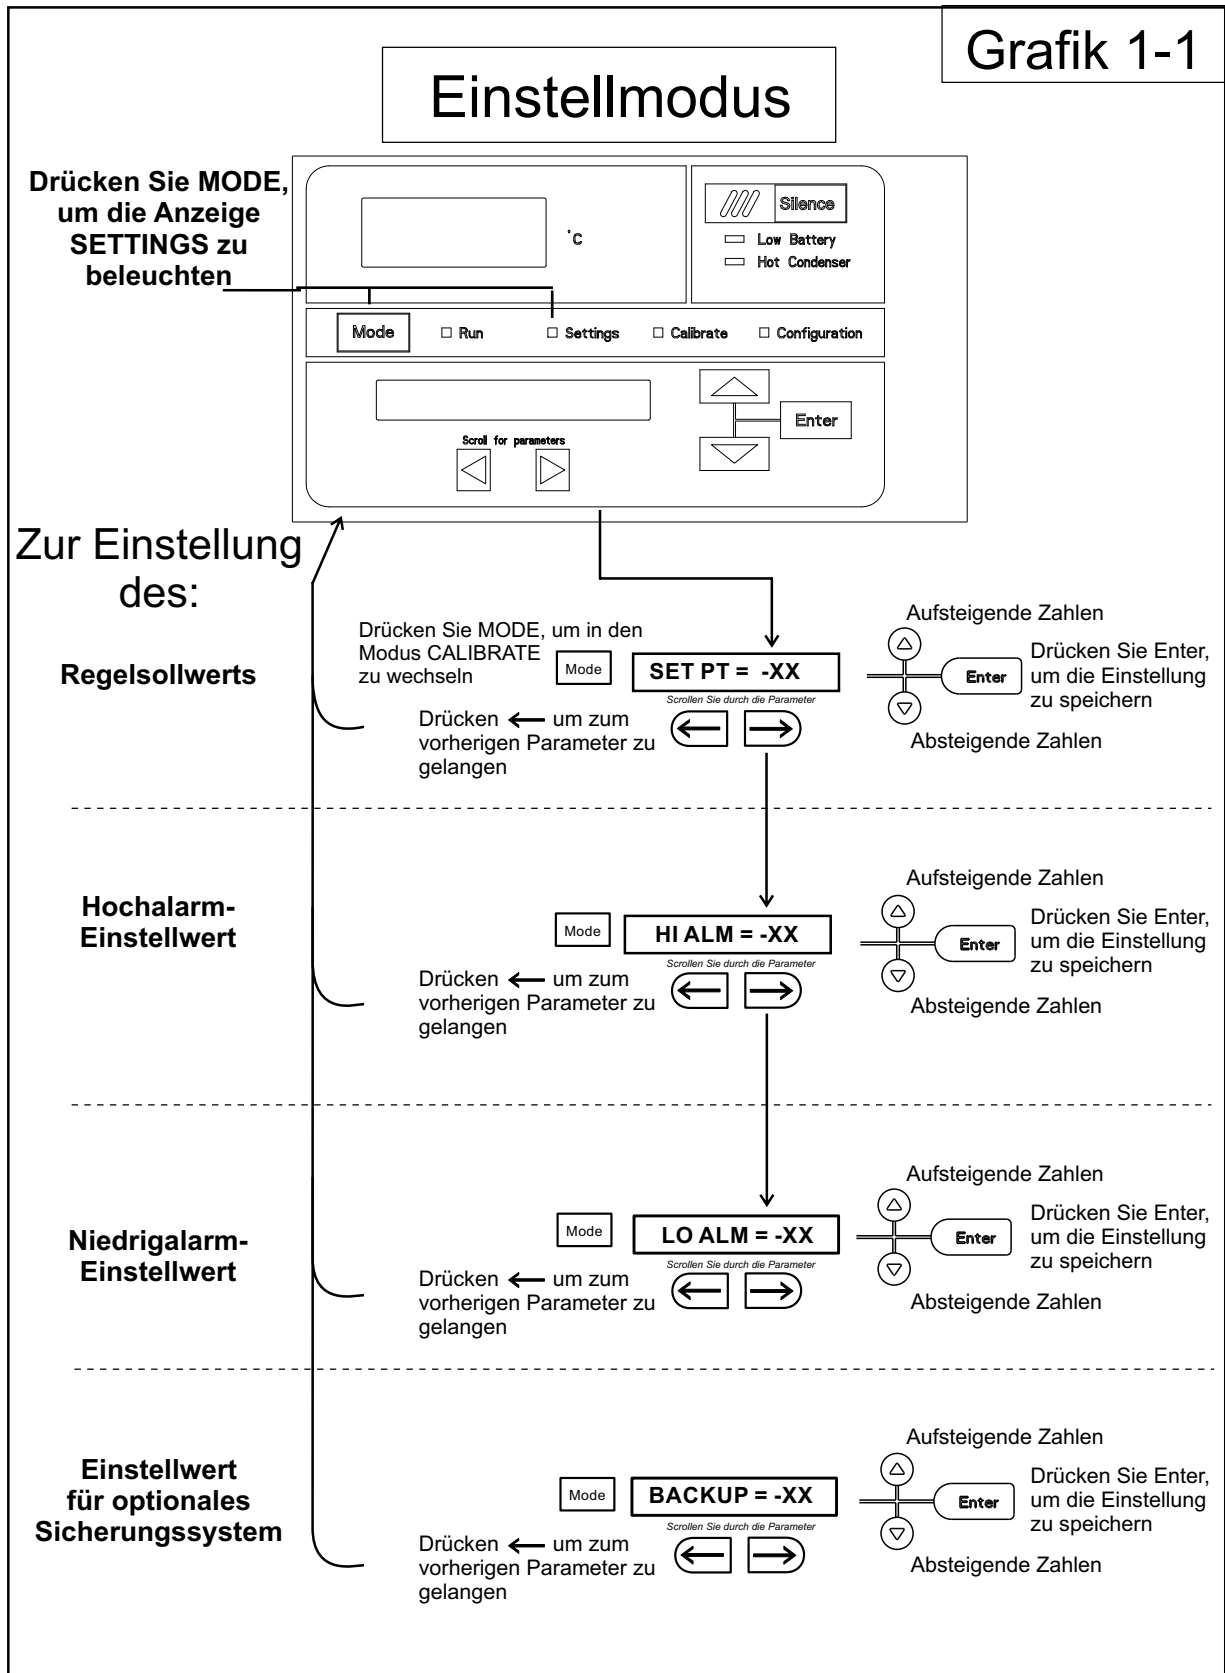 Grafik 1-1
Einstellmodus
Drücken Sie MODE,
um die Anzeige
SETTINGS zu
beleuchten
°C
Silence
Low Battery
Hot Condenser
Mode
Run
Settings
Calibrate
Configuration
Scroll for parameters
Enter
Zur Einstellung
des:
Regelsollwerts
Drücken Sie MODE, um in den
Modus CALIBRATE
zu wechseln
Mode
SET PT = -XX
Scrollen Sie durch die Parameter
Drücken ← um zum
vorherigen Parameter zu
gelangen
Aufsteigende Zahlen
Enter
Drücken Sie Enter,
um die Einstellung
zu speichern
Absteigende Zahlen
Hochalarm-
Einstellwert
Mode
HI ALM = -XX
Scrollen Sie durch die Parameter
Drücken ← um zum
vorherigen Parameter zu
gelangen
Aufsteigende Zahlen
Enter
Drücken Sie Enter,
um die Einstellung
zu speichern
Absteigende Zahlen
Niedrigalarm-
Einstellwert
Mode
LO ALM = -XX
Scrollen Sie durch die Parameter
Drücken ← um zum
vorherigen Parameter zu
gelangen
Aufsteigende Zahlen
Enter
Drücken Sie Enter,
um die Einstellung
zu speichern
Absteigende Zahlen
Einstellwert
für optionales
Sicherungssystem
Mode
BACKUP = -XX
Scrollen Sie durch die Parameter
Drücken ← um zum
vorherigen Parameter zu
gelangen
Aufsteigende Zahlen
Enter
Drücken Sie Enter,
um die Einstellung
zu speichern
Absteigende Zahlen